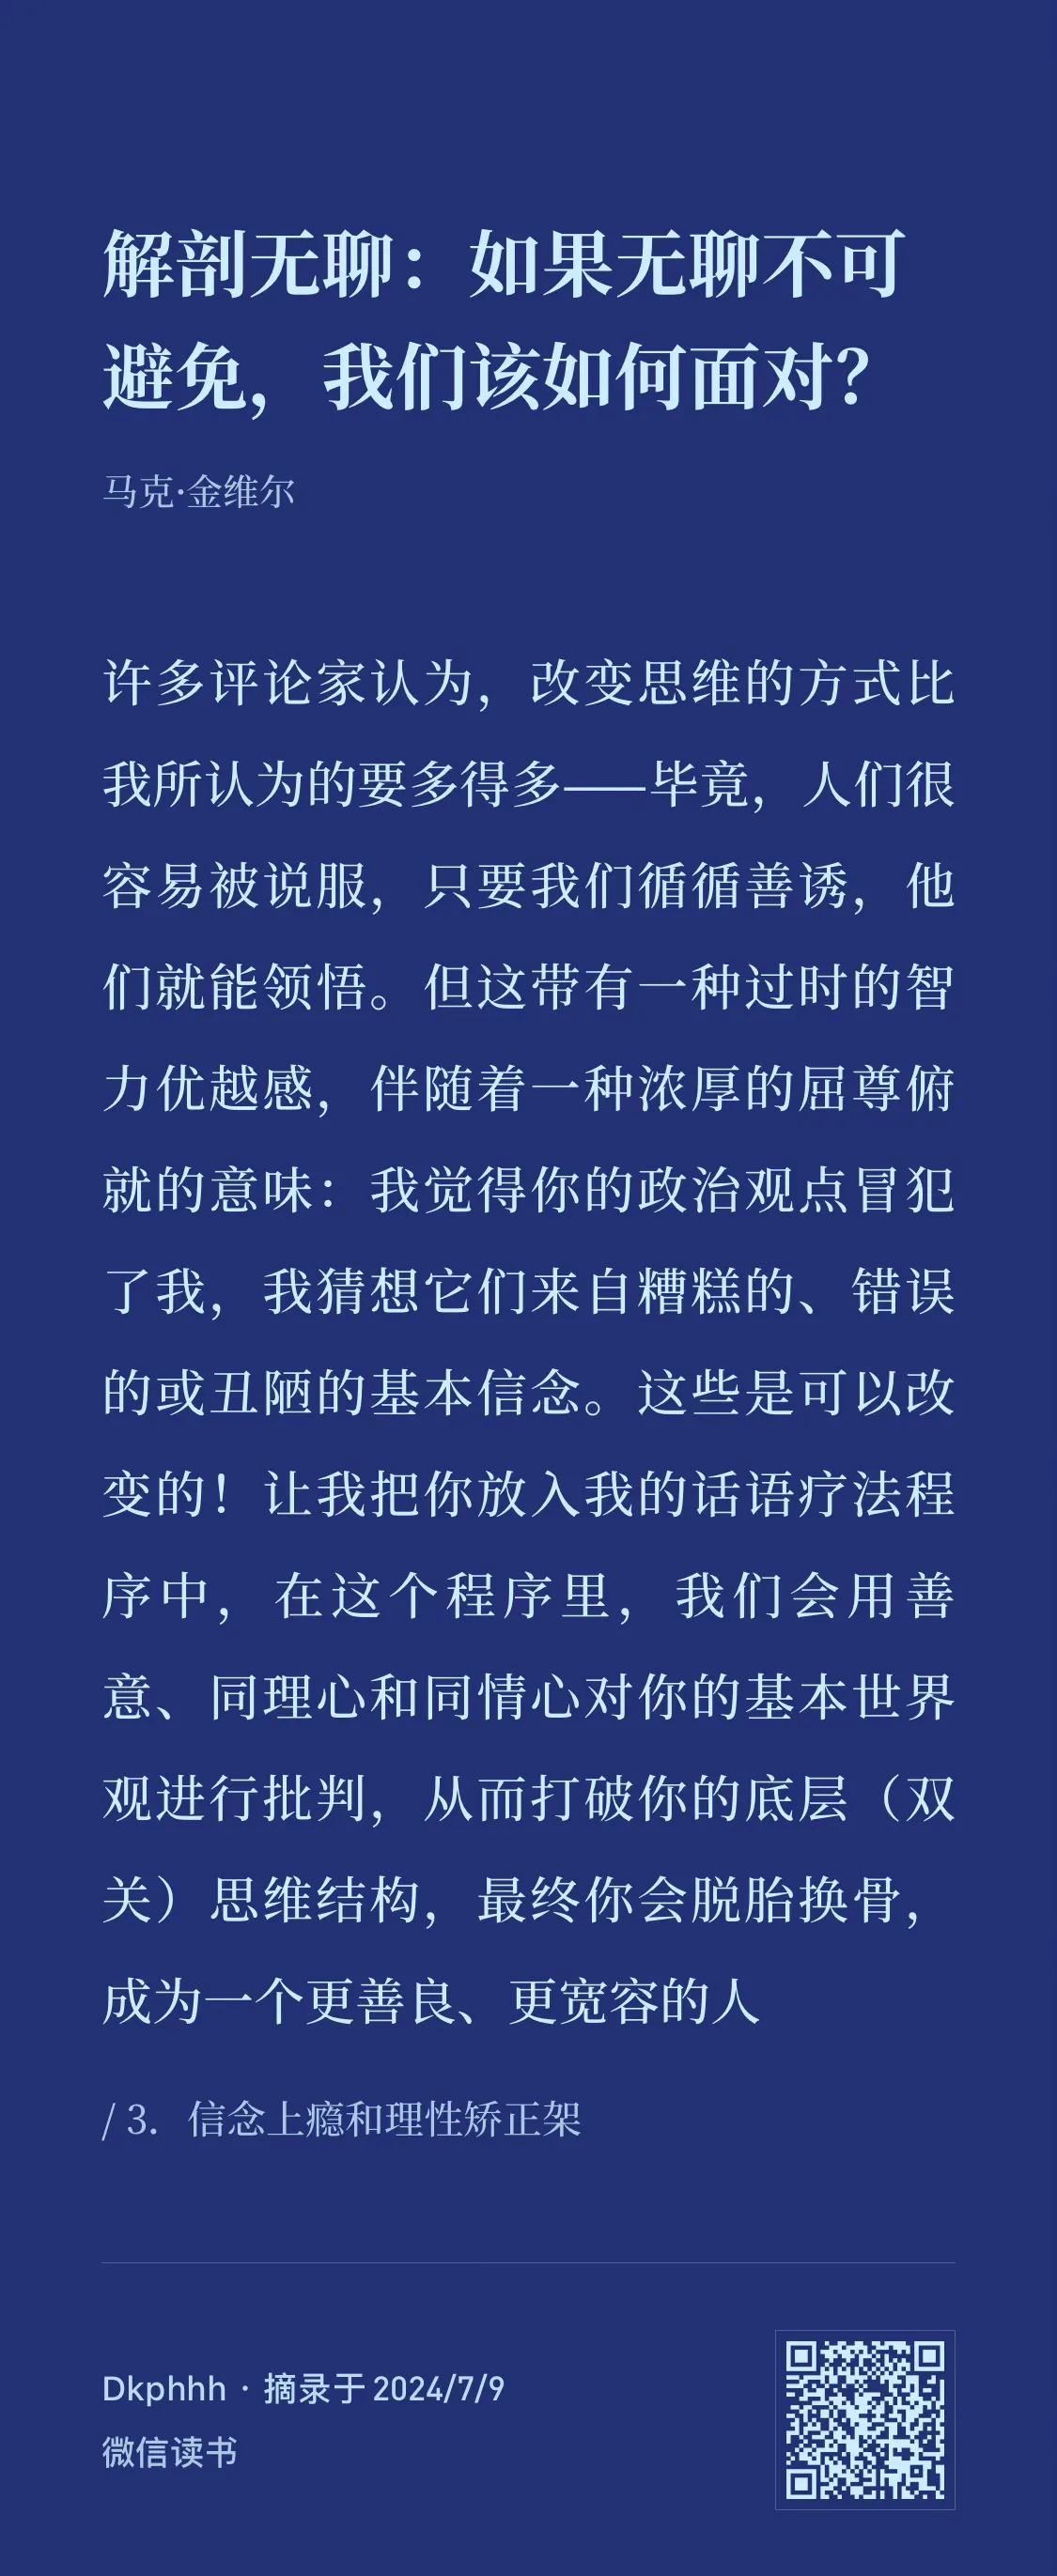 解剖无聊：如果无聊不可
避免，我们该如何面对？
马克·金维尔
许多评论家认为，改变思维的方式比
我所认为的要多得多——毕竟，人们很
容易被说服，只要我们循循善诱，他
们就能领悟。但这带有一种过时的智
力优越感，伴随着一种浓厚的屈尊俯
就的意味：我觉得你的政治观点冒犯
了我，我猜想它们来自糟糕的、错误
的或丑陋的基本信念。这些是可以改
变的！让我把你放入我的话语疗法程
序中，在这个程序里，我们会用善
意、同理心和同情心对你的基本世界
观进行批判，从而打破你的底层（双
关）思维结构，最终你会脱胎换骨，
成为一个更善良、更宽容的人
/ 3. 信念上瘾和理性矫正架
Dkphhh · 摘录于 2024/7/9
微信读书